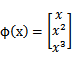 ϕ(x) = [x
x²
x³]